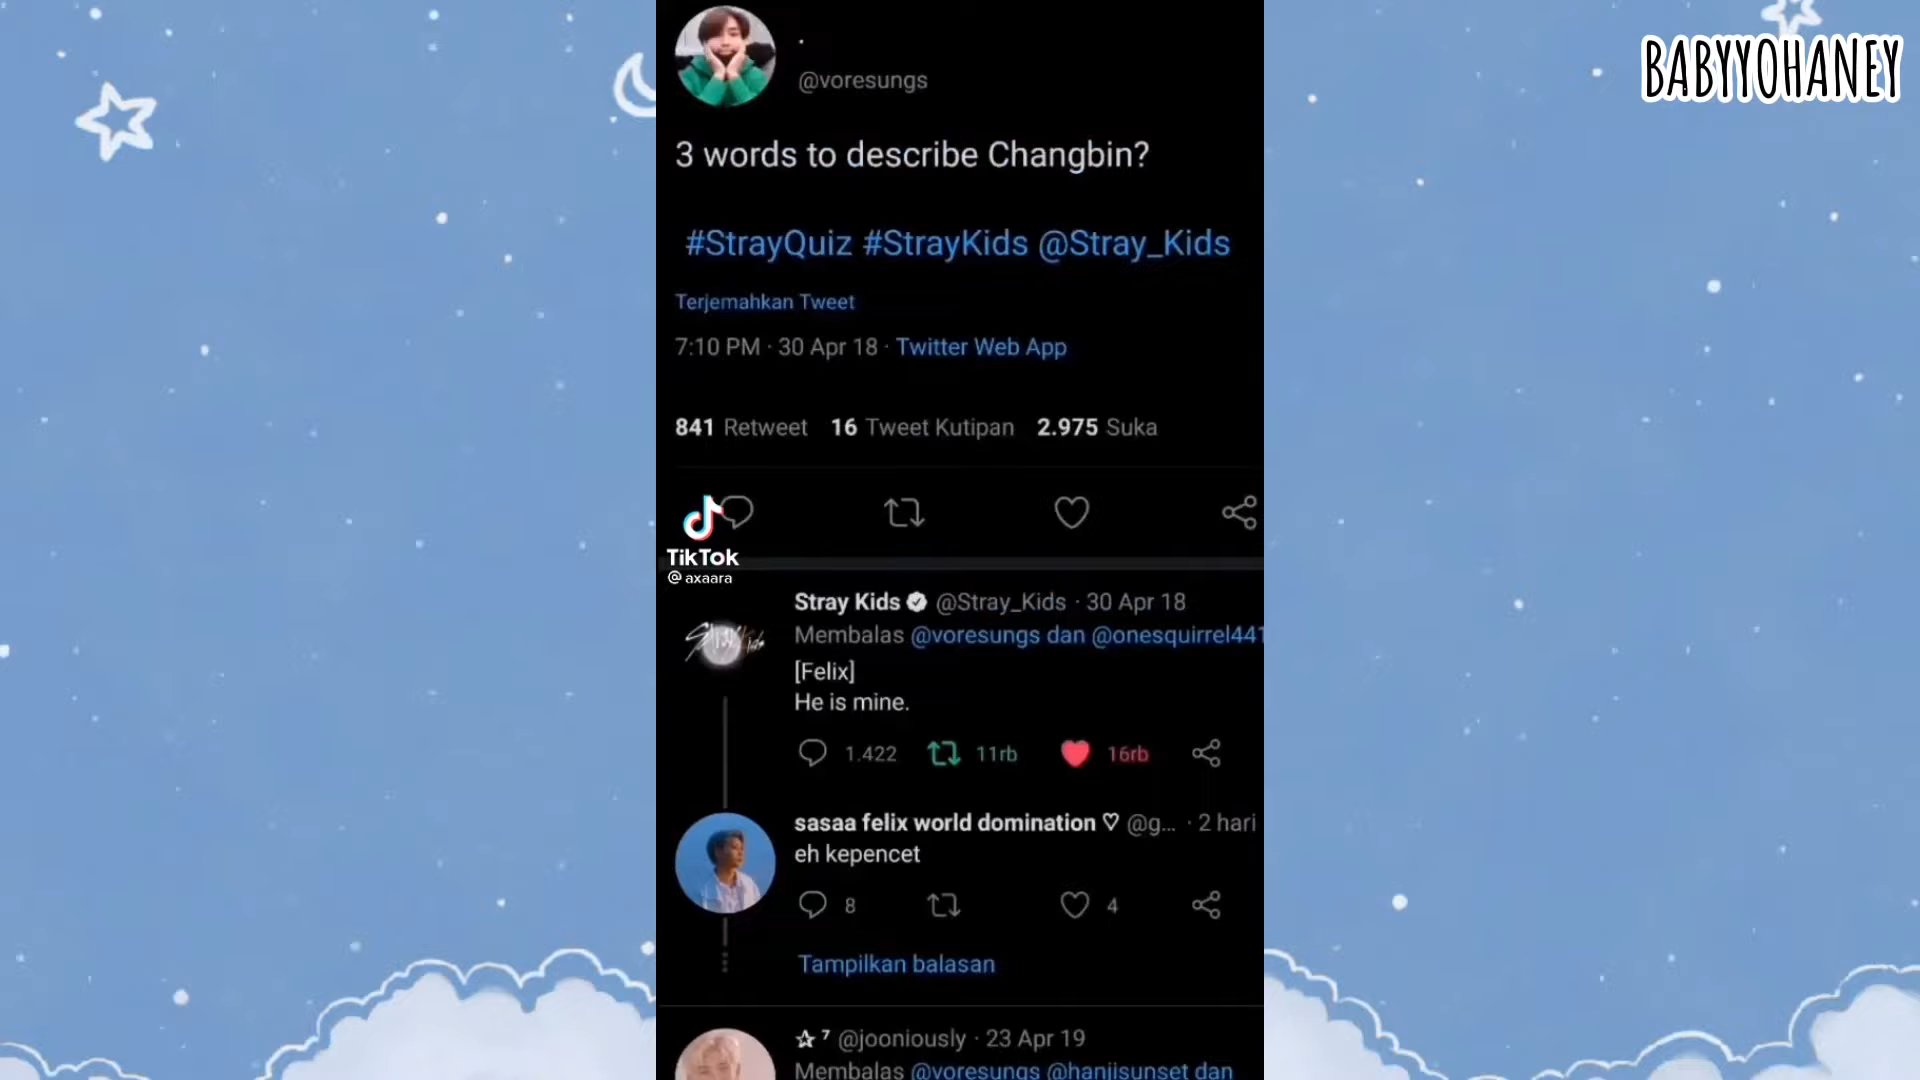 BABYYOHANEY
.
@voresungs
3 words to describe Changbin?
#StrayQuiz #StrayKids @Stray_Kids
Terjemahkan Tweet
7:10 PM · 30 Apr 18 · Twitter Web App
841 Retweet 16 Tweet Kutipan 2.975 Suka
TikTok
@axaara
Stray Kids @Stray_Kids · 30 Apr 18
Membalas @voresungs dan @onesquirrel441
[Felix]
He is mine.
1.422 11rb 16rb
sasaa felix world domination ♡ @g... · 2 hari
eh kepencet
8 4
Tampilkan balasan
☆ ⁷ @jooniously · 23 Apr 19
Membalas @voresungs @hanjisunset dan